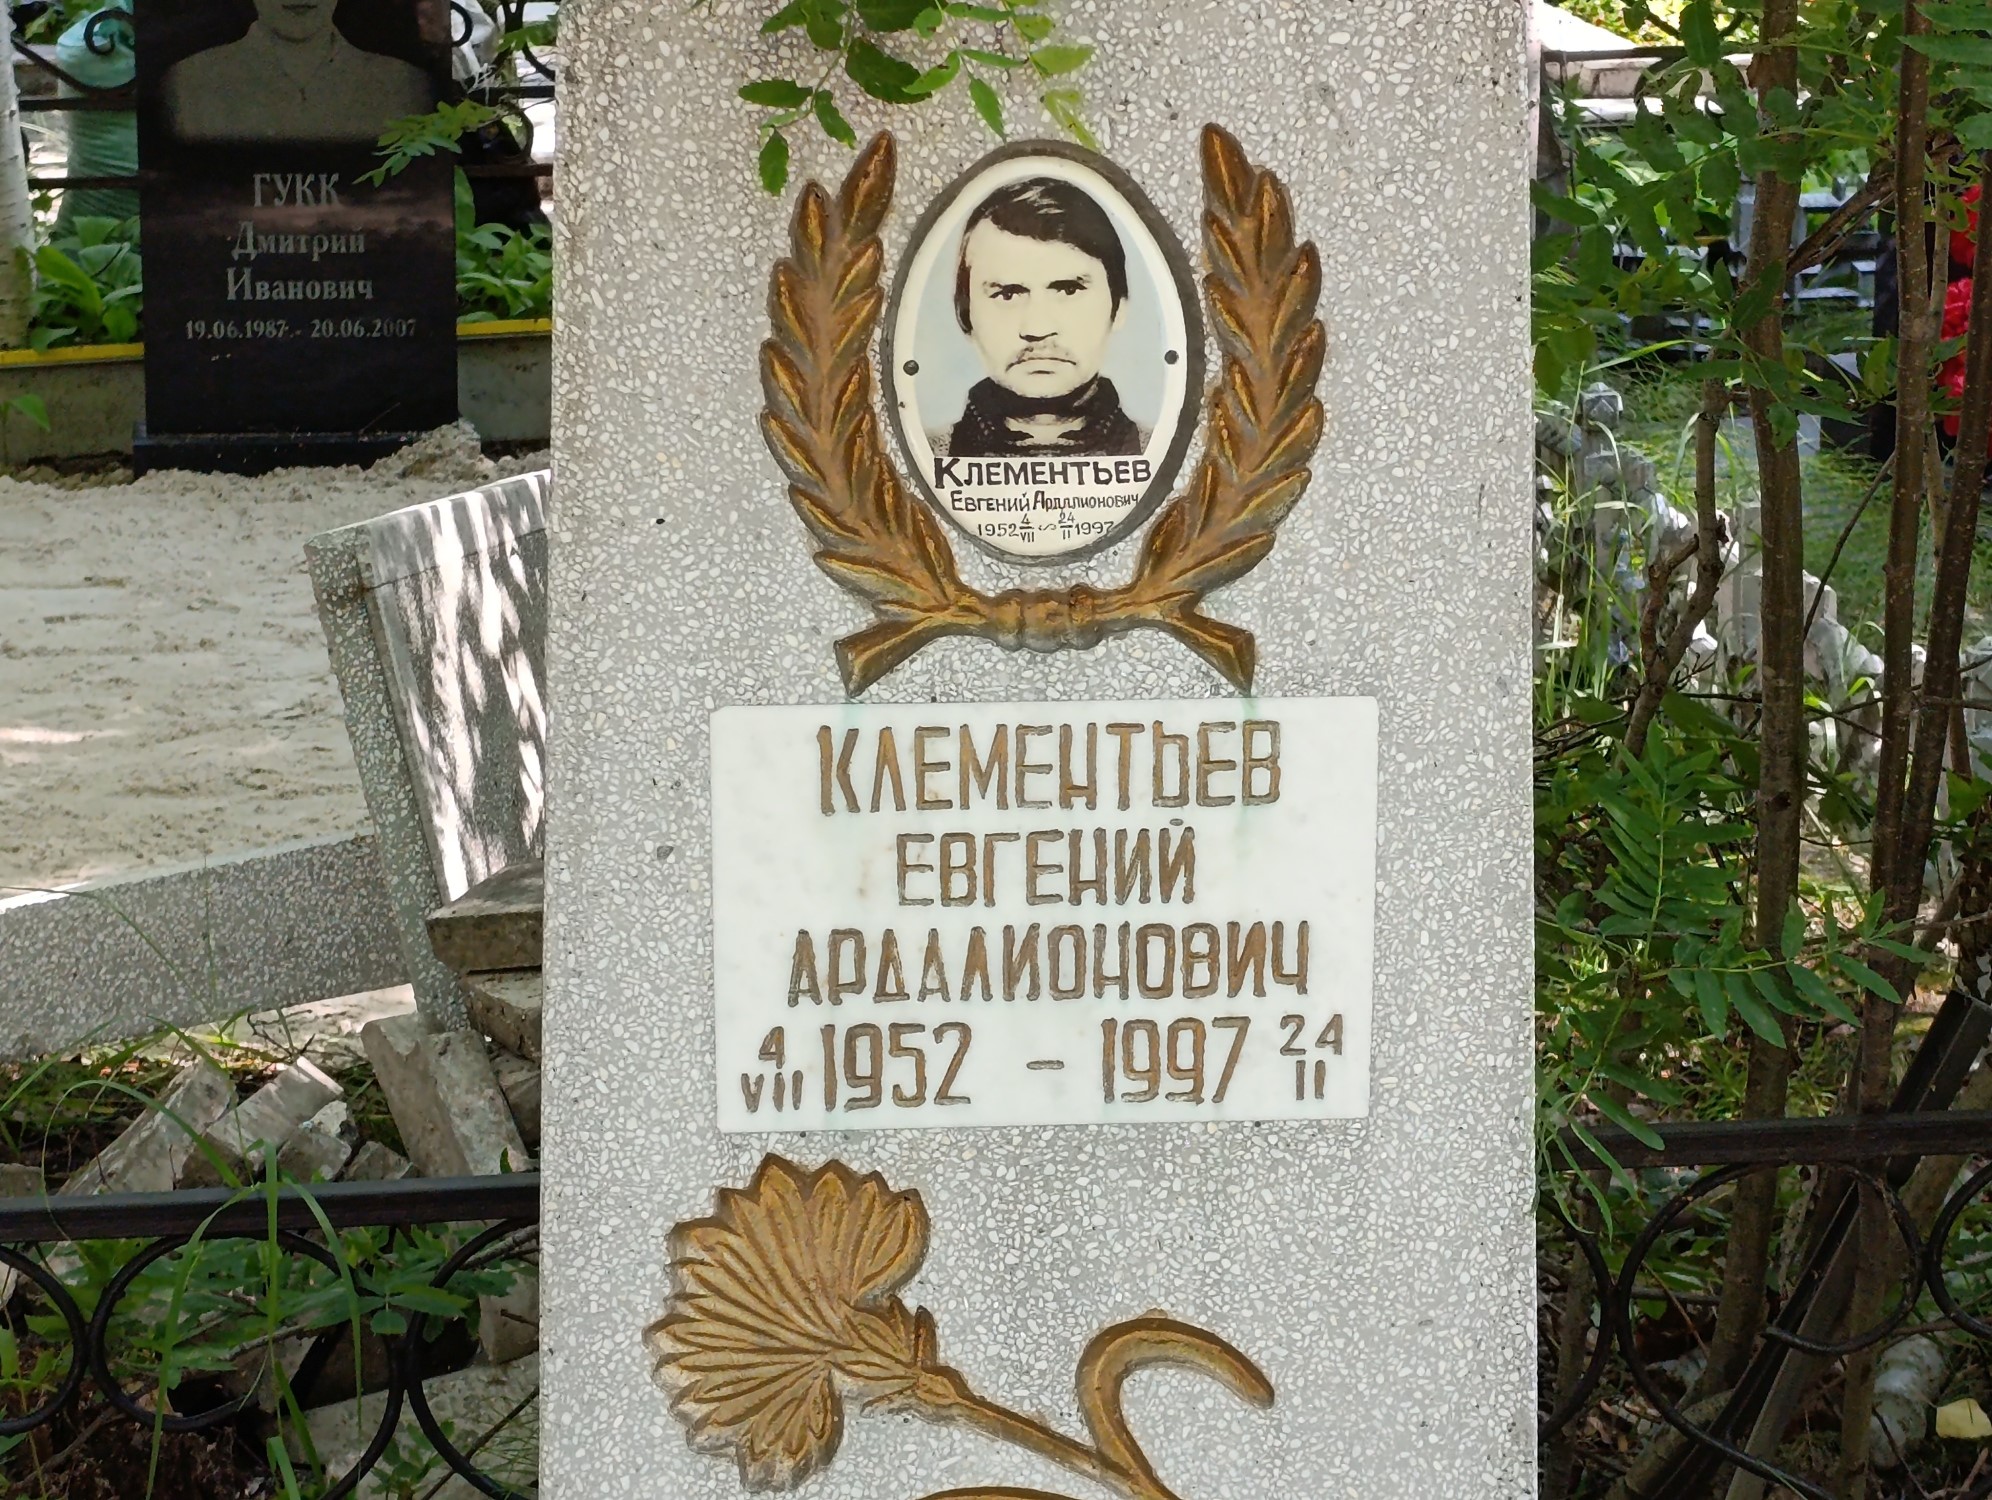 ГУКК
Дмитрий
Иванович
19.06.1987г. - 20.06.2007
КЛЕМЕНТЬЕВ
ЕВГЕНИЙ АРДАЛИОНОВИЧ
1952 4/VII ~ 24/II 1997
КЛЕМЕНТЬЕВ
ЕВГЕНИЙ
АРДАЛИОНОВИЧ
4/VII 1952 - 1997 24/II